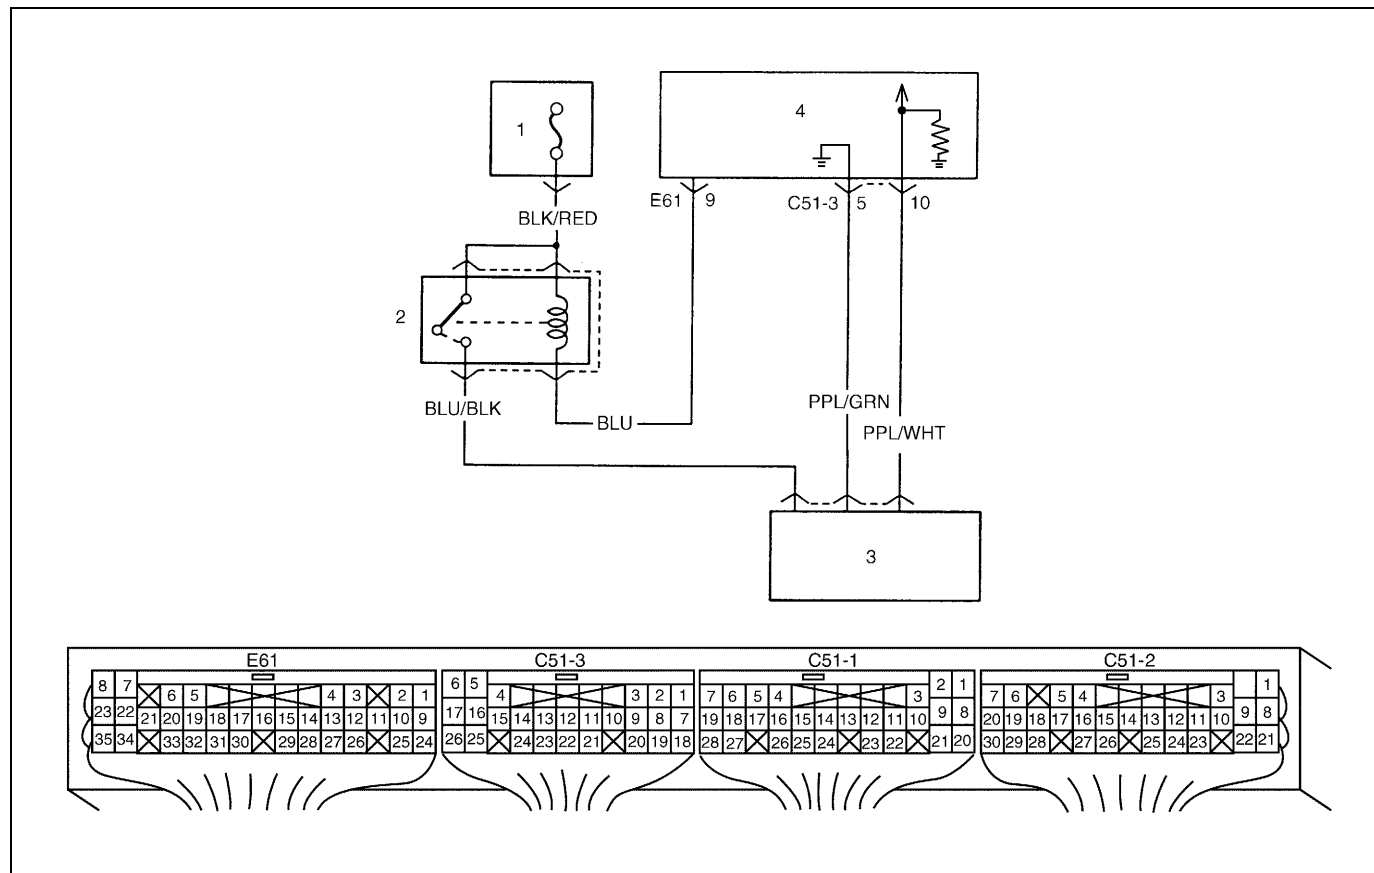 1
4
E61 9 C51-3 5 10
BLK/RED
2
BLU/BLK
BLU
PPL/GRN
PPL/WHT
3
E61 C51-3 C51-1 C51-2
8 7 6 5 4 3 2 1
23 22 21 20 19 18 17 16 15 14 13 12 11 10 9
35 34 33 32 31 30 29 28 27 26 25 24
6 5 4 3 2 1
17 16 15 14 13 12 11 10 9 8 7
26 25 24 23 22 21 20 19 18
7 6 5 4 3 2 1
19 18 17 16 15 14 13 12 11 10 9 8
28 27 26 25 24 23 22 21 20
7 6 5 4 3 1
20 19 18 17 16 15 14 13 12 11 10 9 8
30 29 28 27 26 25 24 23 22 21